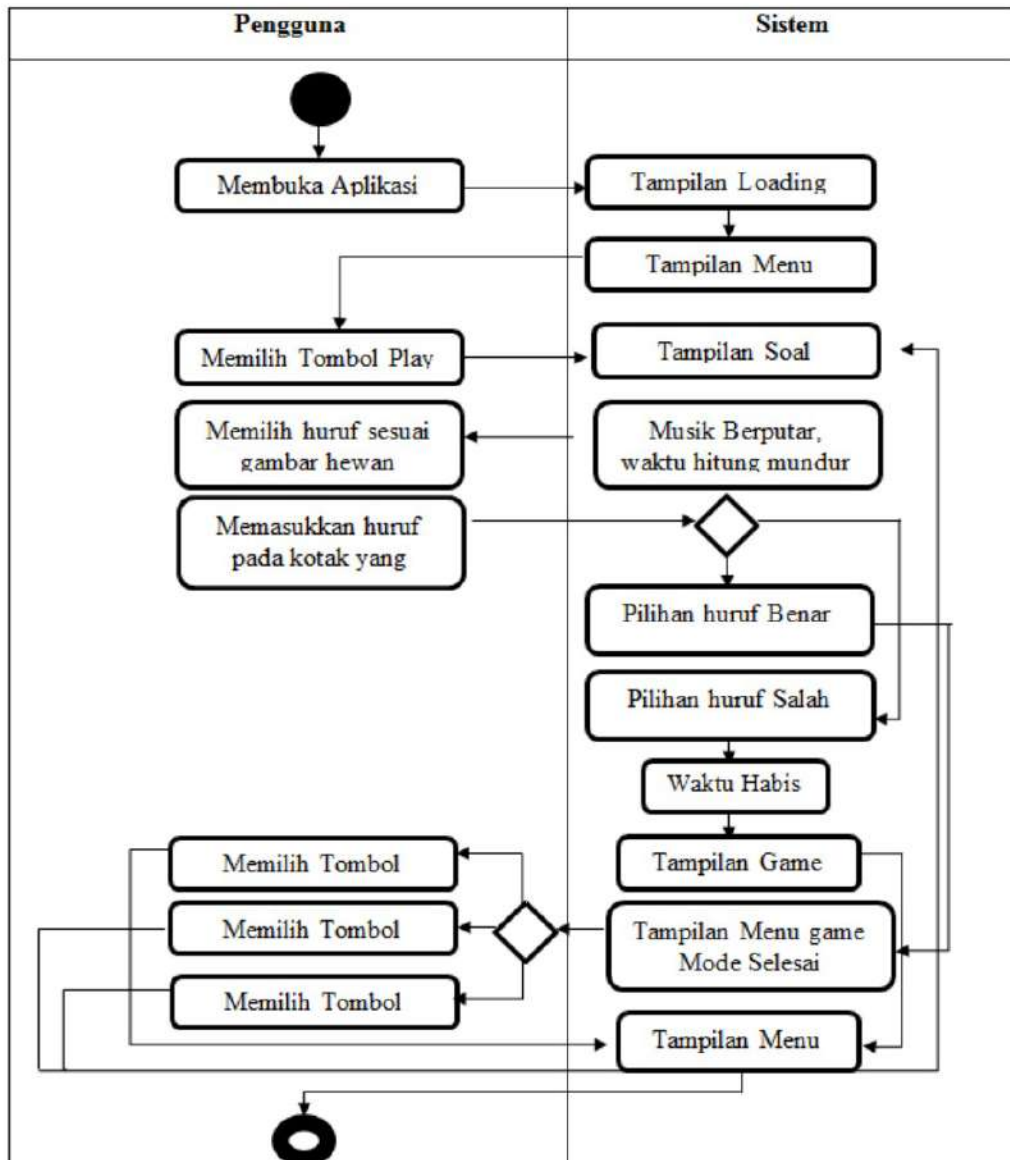 Pengguna
Sistem
Membuka Aplikasi
Tampilan Loading
Tampilan Menu
Memilih Tombol Play
Tampilan Soal
Memilih huruf sesuai
gambar hewan
Musik Berputar,
waktu hitung mundur
Memasukkan huruf
pada kotak yang
Pilihan huruf Benar
Pilihan huruf Salah
Waktu Habis
Memilih Tombol
Tampilan Game
Memilih Tombol
Tampilan Menu game
Mode Selesai
Memilih Tombol
Tampilan Menu